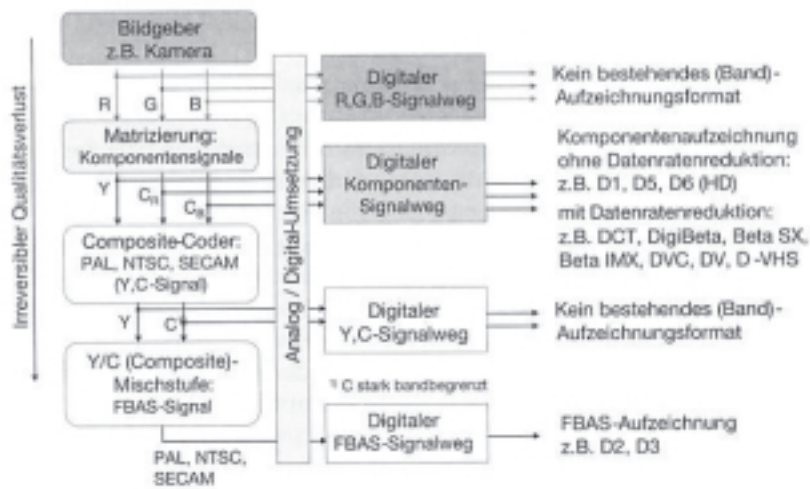 Bildgeber
z.B. Kamera
R
G
B
Matrizierung:
Komponentensignale
Y
C_R
C_B
Composite-Coder:
PAL, NTSC, SECAM
(Y,C-Signal)
Y
C
Y/C (Composite)-
Mischstufe:
FBAS-Signal
PAL, NTSC,
SECAM
Irreversibler Qualitätsverlust
Analog / Digital-Umsetzung
Digitaler
R,G,B-Signalweg
Digitaler
Komponenten-
Signalweg
Digitaler
Y,C-Signalweg
¹⁾ C stark bandbegrenzt
Digitaler
FBAS-Signalweg
Kein bestehendes (Band)-
Aufzeichnungsformat
Komponentenaufzeichnung
ohne Datenratenreduktion:
z.B. D1, D5, D6 (HD)
mit Datenratenreduktion:
z.B. DCT, DigiBeta, Beta SX,
Beta IMX, DVC, DV, D-VHS
Kein bestehendes (Band)-
Aufzeichnungsformat
FBAS-Aufzeichnung
z.B. D2, D3